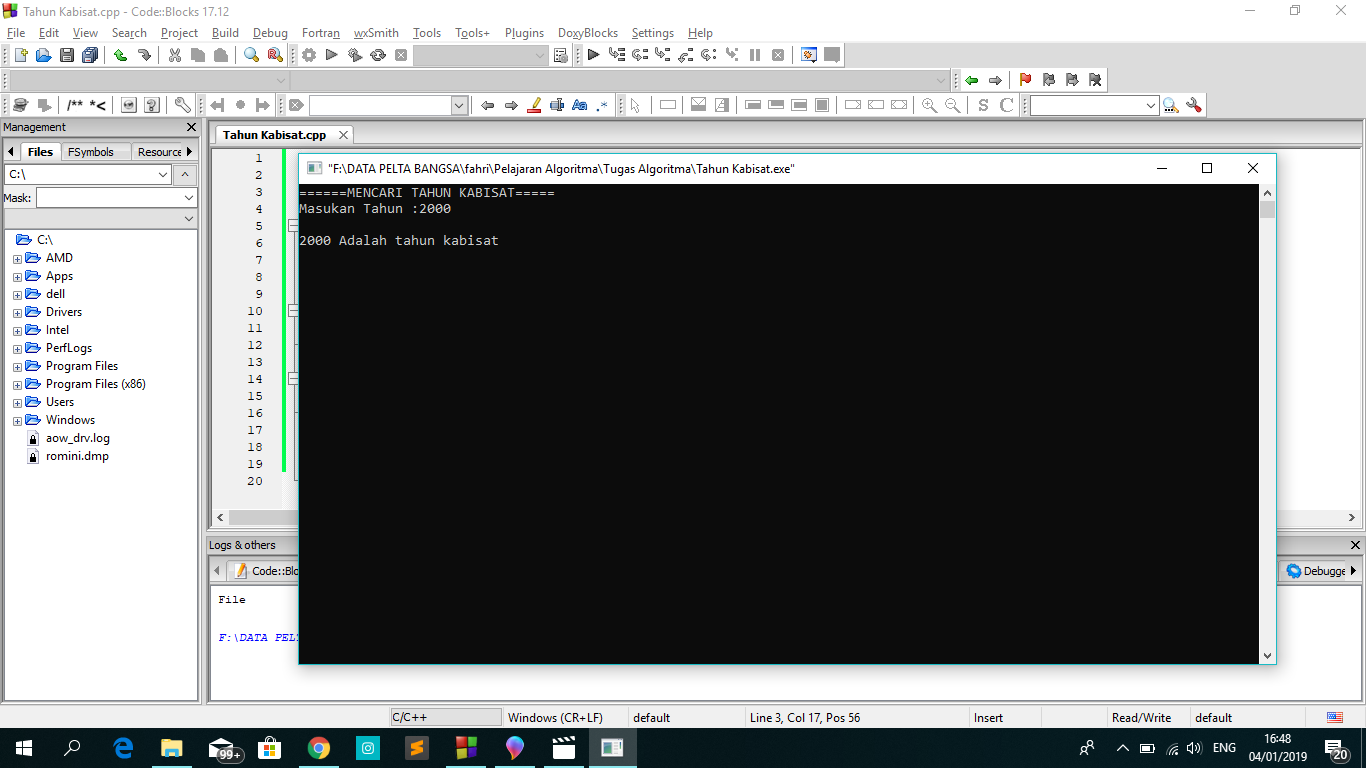 Tahun Kabisat.cpp - Code::Blocks 17.12
File Edit View Search Project Build Debug Fortran wxSmith Tools Tools+ Plugins DoxyBlocks Settings Help
/** *<
Aa .*
S C
Management
Files FSymbols Resource
C:\
Mask:
C:\
AMD
Apps
dell
Drivers
Intel
PerfLogs
Program Files
Program Files (x86)
Users
Windows
aow_drv.log
romini.dmp
Tahun Kabisat.cpp
1
2
3
4
5
6
7
8
9
10
11
12
13
14
15
16
17
18
19
20
"F:\DATA PELTA BANGSA\fahri\Pelajaran Algoritma\Tugas Algoritma\Tahun Kabisat.exe"
======MENCARI TAHUN KABISAT=====
Masukan Tahun :2000
2000 Adalah tahun kabisat
Logs & others
Code::Blo
Debugge
File
F:\DATA PELT
C/C++ Windows (CR+LF) default Line 3, Col 17, Pos 56 Insert Read/Write default
99+
ENG
16:48
04/01/2019
20